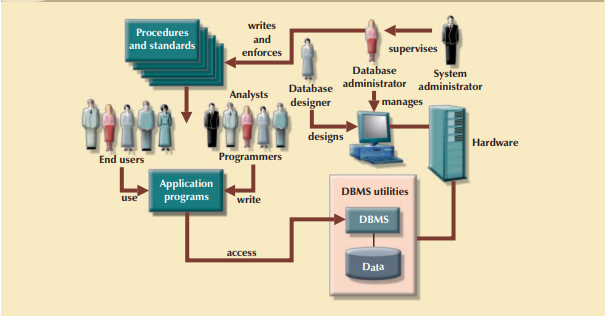 Procedures
and standards
writes
and
enforces
supervises
Database
administrator
System
administrator
Database
designer
manages
Analysts
designs
Hardware
End users
Programmers
Application
programs
use
write
DBMS utilities
DBMS
access
Data